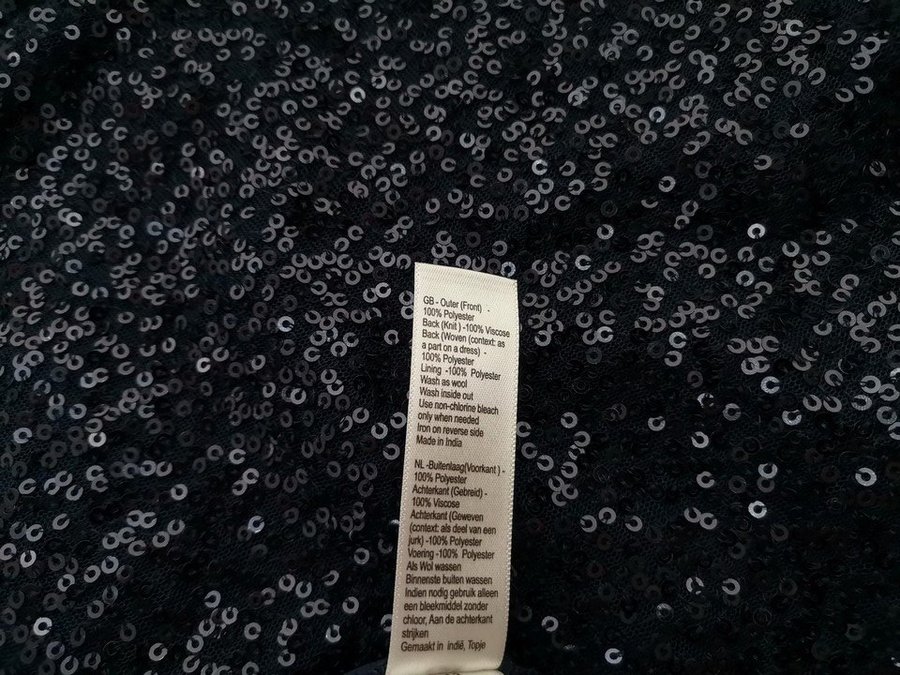 GB - Outer (Front) -
100% Polyester
Back (Knit ) -100% Viscose
Back (Woven (context: as
a part on a dress) -
100% Polyester
Lining -100% Polyester
Wash as wool
Wash inside out
Use non-chlorine bleach
only when needed
Iron on reverse side
Made in India
NL -Buitenlaag(Voorkant ) -
100% Polyester
Achterkant (Gebreid) -
100% Viscose
Achterkant (Geweven
(context: als deel van een
jurk) -100% Polyester
Voering -100% Polyester
Als Wol wassen
Binnenste buiten wassen
Indien nodig gebruik alleen
een bleekmiddel zonder
chloor, Aan de achterkant
strijken
Gemaakt in indië, Topje